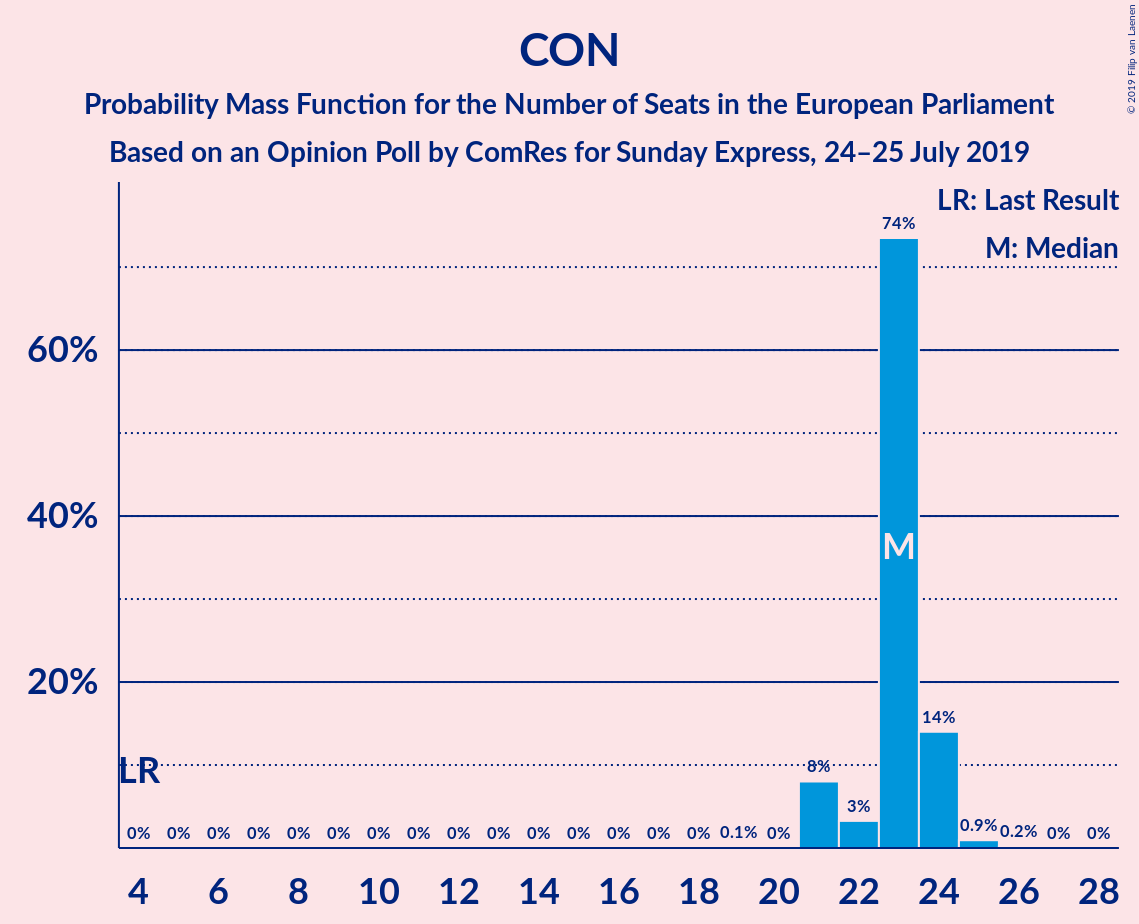 CON
Probability Mass Function for the Number of Seats in the European Parliament
Based on an Opinion Poll by ComRes for Sunday Express, 24–25 July 2019
© 2019 Filip van Laenen
LR: Last Result
M: Median
74%
60%
40%
M
20%
14%
LR
8%
3%
0% 0% 0% 0% 0% 0% 0% 0% 0% 0% 0% 0% 0% 0% 0% 0.1% 0% 0.9% 0.2% 0% 0%
4 6 8 10 12 14 16 18 20 22 24 26 28